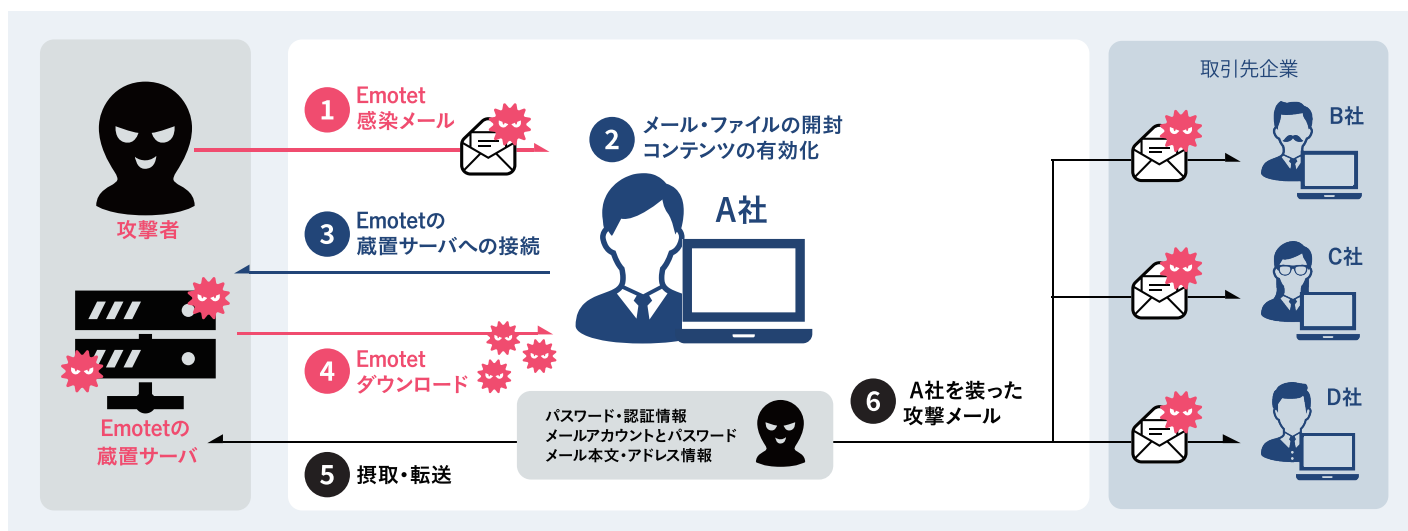 攻撃者
Emotetの
蔵置サーバ
1
Emotet
感染メール
2
メール・ファイルの開封
コンテンツの有効化
A社
3
Emotetの
蔵置サーバへの接続
4
Emotet
ダウンロード
パスワード・認証情報
メールアカウントとパスワード
メール本文・アドレス情報
5
摂取・転送
6
A社を装った
攻撃メール
取引先企業
B社
C社
D社